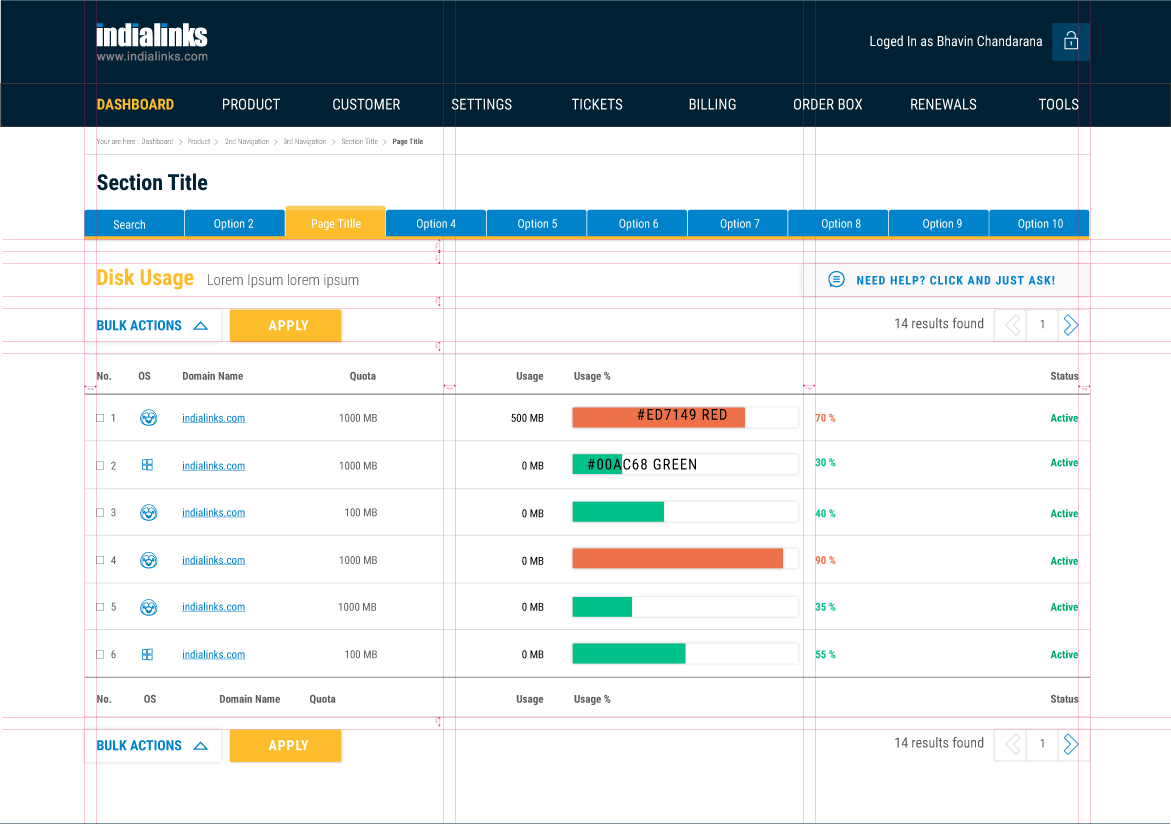 indialinks
www.indialinks.com
Loged In as Bhavin Chandarana
DASHBOARD PRODUCT CUSTOMER SETTINGS TICKETS BILLING ORDER BOX RENEWALS TOOLS
Your are here : Dashboard > Product > 2nd Navigation > 3rd Navigation > Section Title > Page Title
Section Title
Search Option 2 Page Titlle Option 4 Option 5 Option 6 Option 7 Option 8 Option 9 Option 10
Disk Usage Lorem Ipsum lorem ipsum NEED HELP? CLICK AND JUST ASK!
BULK ACTIONS APPLY 14 results found 1
No. OS Domain Name Quota Usage Usage % Status
1 indialinks.com 1000 MB 500 MB #ED7149 RED 70 % Active
2 indialinks.com 1000 MB 0 MB #00AC68 GREEN 30 % Active
3 indialinks.com 100 MB 0 MB 40 % Active
4 indialinks.com 1000 MB 0 MB 90 % Active
5 indialinks.com 1000 MB 0 MB 35 % Active
6 indialinks.com 100 MB 0 MB 55 % Active
No. OS Domain Name Quota Usage Usage % Status
BULK ACTIONS APPLY 14 results found 1